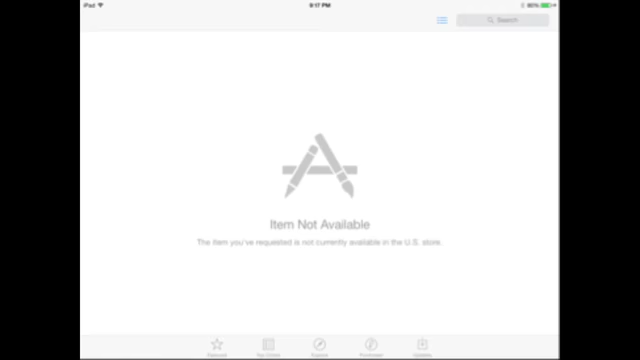 iPad 9:17 PM 86%
Search
Item Not Available
The item you've requested is not currently available in the U.S. store.
Featured Top Charts Explore Purchased Updates